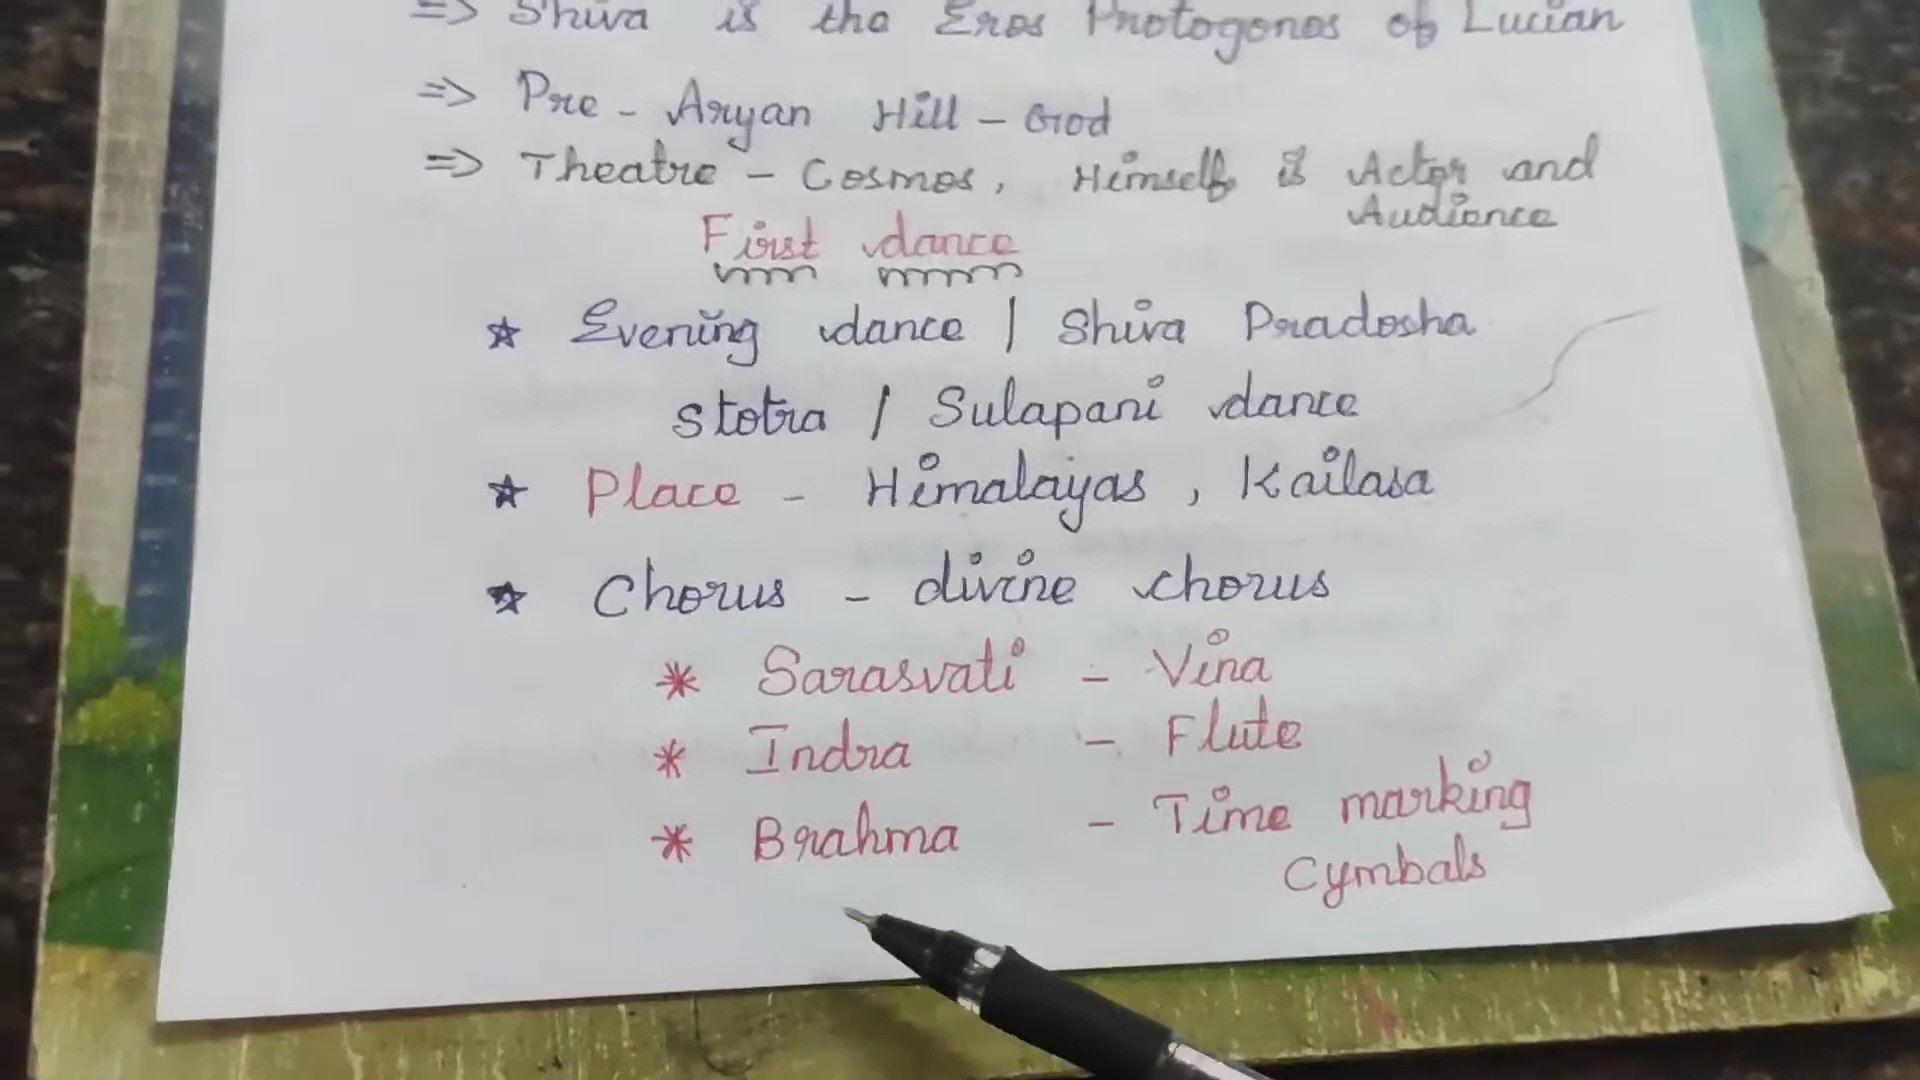 => Shiva is the Eros Protogonos of Lucian
=> Pre - Aryan Hill - God
=> Theatre - Cosmos, Himself is Actor and
Audience
First dance
☆ Evening dance / Shiva Pradosha
stotra / Sulapani dance
☆ Place - Himalayas, Kailasa
☆ Chorus - divine chorus
* Sarasvati - Vina
* Indra - Flute
* Brahma - Time marking
Cymbals